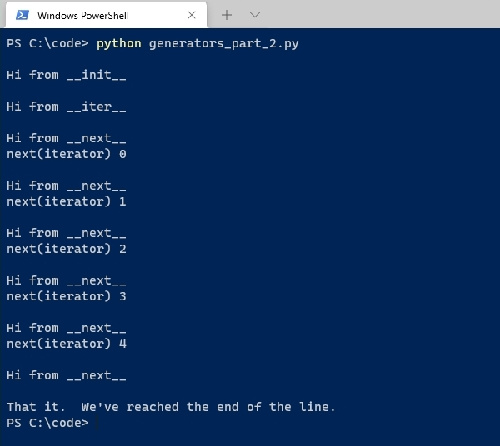 Windows PowerShell
PS C:\code> python generators_part_2.py
Hi from __init__
Hi from __iter__
Hi from __next__
next(iterator) 0
Hi from __next__
next(iterator) 1
Hi from __next__
next(iterator) 2
Hi from __next__
next(iterator) 3
Hi from __next__
next(iterator) 4
Hi from __next__
That it.  We've reached the end of the line.
PS C:\code>